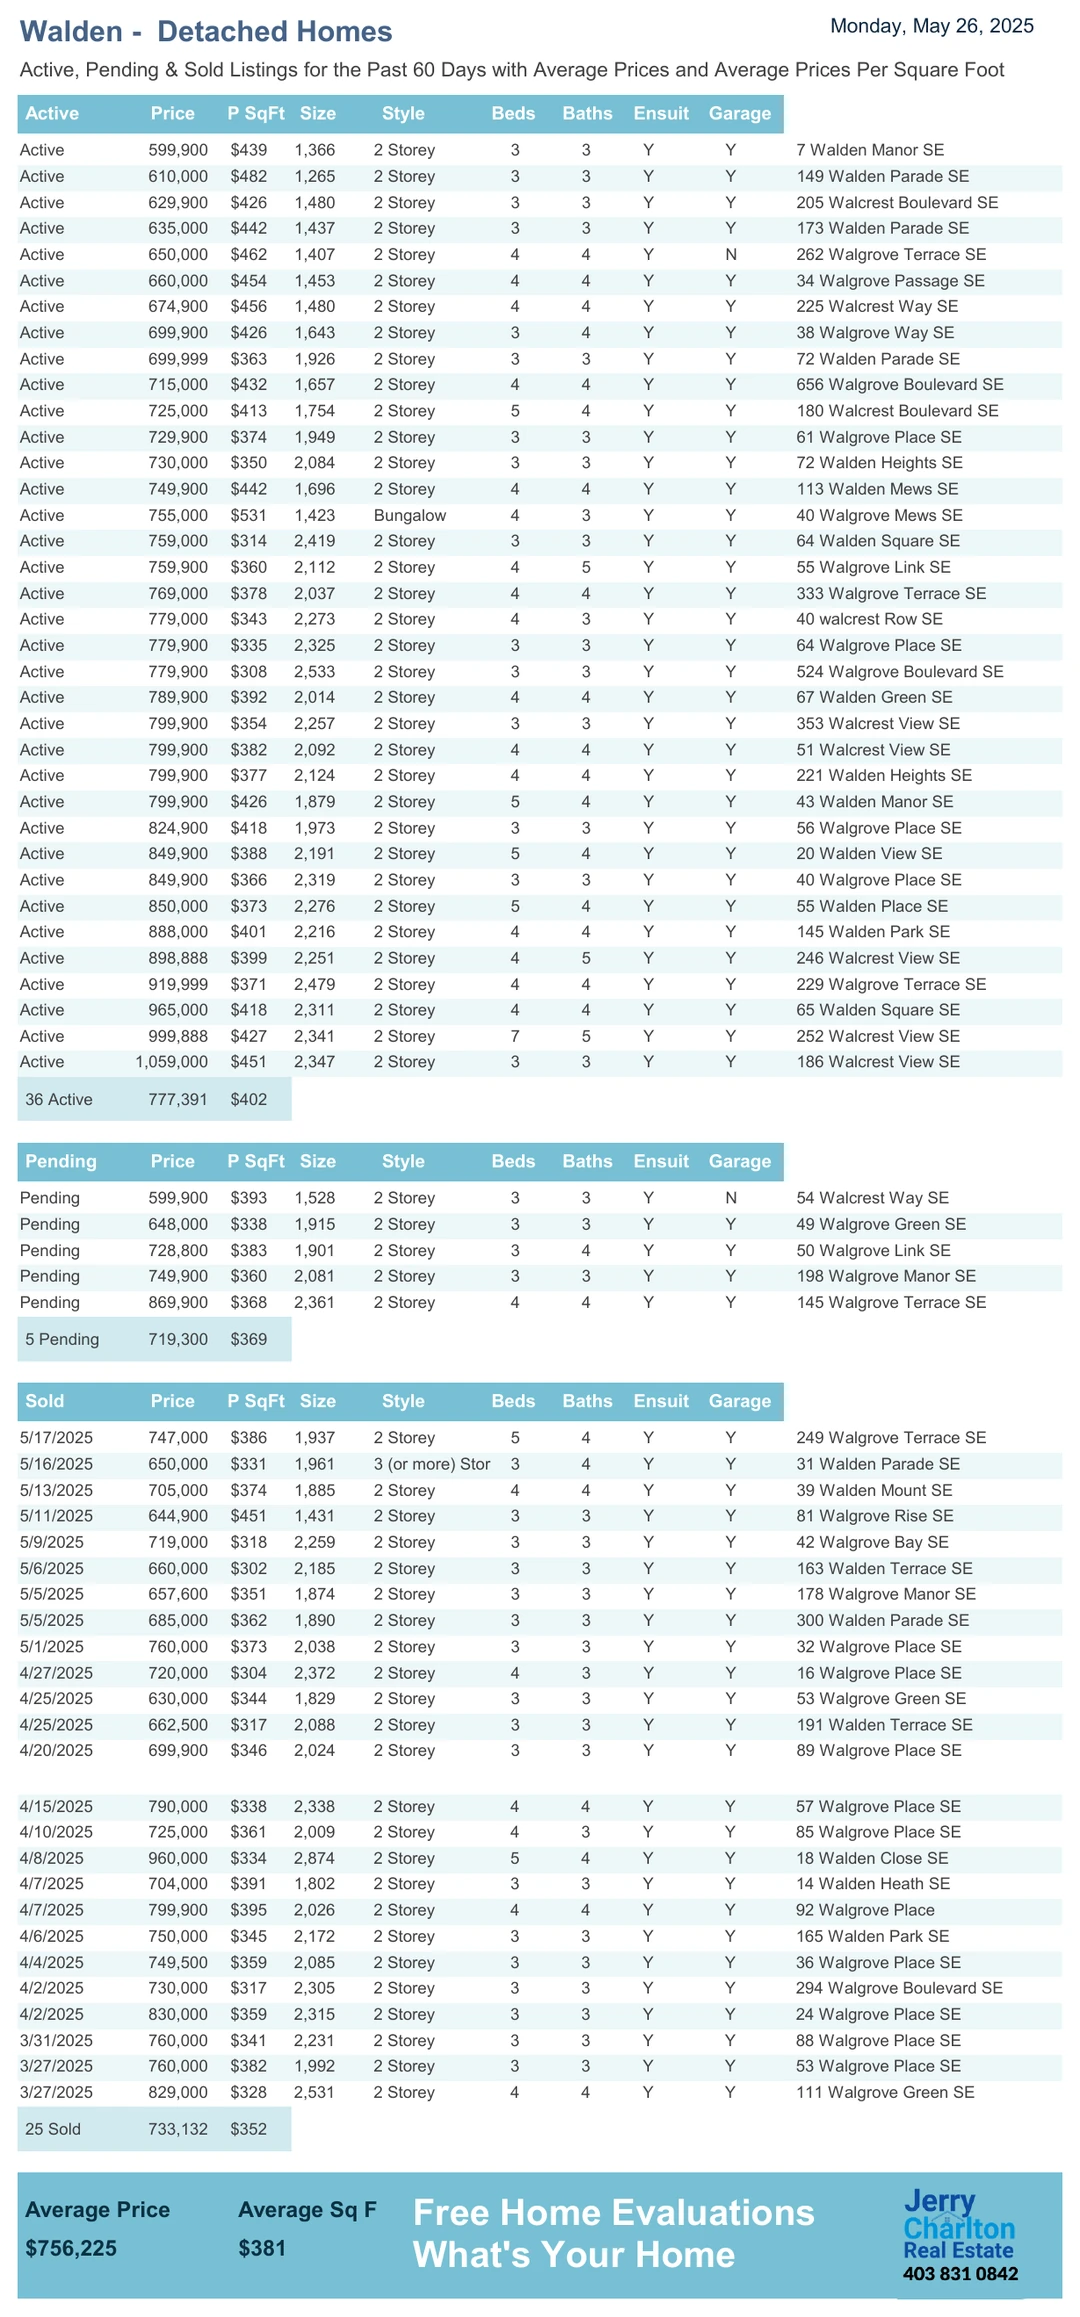 Walden -  Detached Homes
Monday, May 26, 2025
Active, Pending & Sold Listings for the Past 60 Days with Average Prices and Average Prices Per Square Foot
Active Price P SqFt Size Style Beds Baths Ensuit Garage
Active 599,900 $439 1,366 2 Storey 3 3 Y Y 7 Walden Manor SE
Active 610,000 $482 1,265 2 Storey 3 3 Y Y 149 Walden Parade SE
Active 629,900 $426 1,480 2 Storey 3 3 Y Y 205 Walcrest Boulevard SE
Active 635,000 $442 1,437 2 Storey 3 3 Y Y 173 Walden Parade SE
Active 650,000 $462 1,407 2 Storey 4 4 Y N 262 Walgrove Terrace SE
Active 660,000 $454 1,453 2 Storey 4 4 Y Y 34 Walgrove Passage SE
Active 674,900 $456 1,480 2 Storey 4 4 Y Y 225 Walcrest Way SE
Active 699,900 $426 1,643 2 Storey 3 4 Y Y 38 Walgrove Way SE
Active 699,999 $363 1,926 2 Storey 3 3 Y Y 72 Walden Parade SE
Active 715,000 $432 1,657 2 Storey 4 4 Y Y 656 Walgrove Boulevard SE
Active 725,000 $413 1,754 2 Storey 5 4 Y Y 180 Walcrest Boulevard SE
Active 729,900 $374 1,949 2 Storey 3 3 Y Y 61 Walgrove Place SE
Active 730,000 $350 2,084 2 Storey 3 3 Y Y 72 Walden Heights SE
Active 749,900 $442 1,696 2 Storey 4 4 Y Y 113 Walden Mews SE
Active 755,000 $531 1,423 Bungalow 4 3 Y Y 40 Walgrove Mews SE
Active 759,000 $314 2,419 2 Storey 3 3 Y Y 64 Walden Square SE
Active 759,900 $360 2,112 2 Storey 4 5 Y Y 55 Walgrove Link SE
Active 769,000 $378 2,037 2 Storey 4 4 Y Y 333 Walgrove Terrace SE
Active 779,000 $343 2,273 2 Storey 4 3 Y Y 40 walcrest Row SE
Active 779,900 $335 2,325 2 Storey 3 3 Y Y 64 Walgrove Place SE
Active 779,900 $308 2,533 2 Storey 3 3 Y Y 524 Walgrove Boulevard SE
Active 789,900 $392 2,014 2 Storey 4 4 Y Y 67 Walden Green SE
Active 799,900 $354 2,257 2 Storey 3 3 Y Y 353 Walcrest View SE
Active 799,900 $382 2,092 2 Storey 4 4 Y Y 51 Walcrest View SE
Active 799,900 $377 2,124 2 Storey 4 4 Y Y 221 Walden Heights SE
Active 799,900 $426 1,879 2 Storey 5 4 Y Y 43 Walden Manor SE
Active 824,900 $418 1,973 2 Storey 3 3 Y Y 56 Walgrove Place SE
Active 849,900 $388 2,191 2 Storey 5 4 Y Y 20 Walden View SE
Active 849,900 $366 2,319 2 Storey 3 3 Y Y 40 Walgrove Place SE
Active 850,000 $373 2,276 2 Storey 5 4 Y Y 55 Walden Place SE
Active 888,000 $401 2,216 2 Storey 4 4 Y Y 145 Walden Park SE
Active 898,888 $399 2,251 2 Storey 4 5 Y Y 246 Walcrest View SE
Active 919,999 $371 2,479 2 Storey 4 4 Y Y 229 Walgrove Terrace SE
Active 965,000 $418 2,311 2 Storey 4 4 Y Y 65 Walden Square SE
Active 999,888 $427 2,341 2 Storey 7 5 Y Y 252 Walcrest View SE
Active 1,059,000 $451 2,347 2 Storey 3 3 Y Y 186 Walcrest View SE
36 Active 777,391 $402
Pending Price P SqFt Size Style Beds Baths Ensuit Garage
Pending 599,900 $393 1,528 2 Storey 3 3 Y N 54 Walcrest Way SE
Pending 648,000 $338 1,915 2 Storey 3 3 Y Y 49 Walgrove Green SE
Pending 728,800 $383 1,901 2 Storey 3 4 Y Y 50 Walgrove Link SE
Pending 749,900 $360 2,081 2 Storey 3 3 Y Y 198 Walgrove Manor SE
Pending 869,900 $368 2,361 2 Storey 4 4 Y Y 145 Walgrove Terrace SE
5 Pending 719,300 $369
Sold Price P SqFt Size Style Beds Baths Ensuit Garage
5/17/2025 747,000 $386 1,937 2 Storey 5 4 Y Y 249 Walgrove Terrace SE
5/16/2025 650,000 $331 1,961 3 (or more) Stor 3 4 Y Y 31 Walden Parade SE
5/13/2025 705,000 $374 1,885 2 Storey 4 4 Y Y 39 Walden Mount SE
5/11/2025 644,900 $451 1,431 2 Storey 3 3 Y Y 81 Walgrove Rise SE
5/9/2025 719,000 $318 2,259 2 Storey 3 3 Y Y 42 Walgrove Bay SE
5/6/2025 660,000 $302 2,185 2 Storey 3 3 Y Y 163 Walden Terrace SE
5/5/2025 657,600 $351 1,874 2 Storey 3 3 Y Y 178 Walgrove Manor SE
5/5/2025 685,000 $362 1,890 2 Storey 3 3 Y Y 300 Walden Parade SE
5/1/2025 760,000 $373 2,038 2 Storey 3 3 Y Y 32 Walgrove Place SE
4/27/2025 720,000 $304 2,372 2 Storey 4 3 Y Y 16 Walgrove Place SE
4/25/2025 630,000 $344 1,829 2 Storey 3 3 Y Y 53 Walgrove Green SE
4/25/2025 662,500 $317 2,088 2 Storey 3 3 Y Y 191 Walden Terrace SE
4/20/2025 699,900 $346 2,024 2 Storey 3 3 Y Y 89 Walgrove Place SE
4/15/2025 790,000 $338 2,338 2 Storey 4 4 Y Y 57 Walgrove Place SE
4/10/2025 725,000 $361 2,009 2 Storey 4 3 Y Y 85 Walgrove Place SE
4/8/2025 960,000 $334 2,874 2 Storey 5 4 Y Y 18 Walden Close SE
4/7/2025 704,000 $391 1,802 2 Storey 3 3 Y Y 14 Walden Heath SE
4/7/2025 799,900 $395 2,026 2 Storey 4 4 Y Y 92 Walgrove Place
4/6/2025 750,000 $345 2,172 2 Storey 3 3 Y Y 165 Walden Park SE
4/4/2025 749,500 $359 2,085 2 Storey 3 3 Y Y 36 Walgrove Place SE
4/2/2025 730,000 $317 2,305 2 Storey 3 3 Y Y 294 Walgrove Boulevard SE
4/2/2025 830,000 $359 2,315 2 Storey 3 3 Y Y 24 Walgrove Place SE
3/31/2025 760,000 $341 2,231 2 Storey 3 3 Y Y 88 Walgrove Place SE
3/27/2025 760,000 $382 1,992 2 Storey 3 3 Y Y 53 Walgrove Place SE
3/27/2025 829,000 $328 2,531 2 Storey 4 4 Y Y 111 Walgrove Green SE
25 Sold 733,132 $352
Average Price Average Sq F
$756,225 $381
Free Home Evaluations
What's Your Home
Jerry
Charlton
Real Estate
403 831 0842